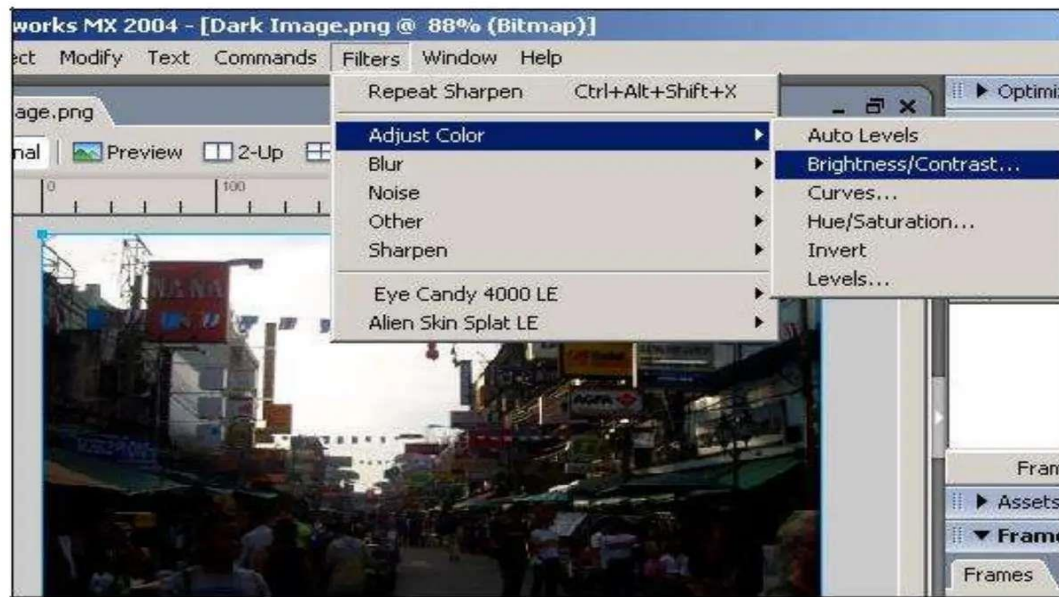 works MX 2004 - [Dark Image.png @ 88% (Bitmap)]
ect Modify Text Commands Filters Window Help
Repeat Sharpen Ctrl+Alt+Shift+X
Optimiz
age.png
Adjust Color
Auto Levels
nal Preview 2-Up
Blur
Brightness/Contrast...
Noise
Curves...
0 100
Other
Hue/Saturation...
Sharpen
Invert
Levels...
Eye Candy 4000 LE
Alien Skin Splat LE
NANA
AGFA
Fram
Assets
Frame
Frames